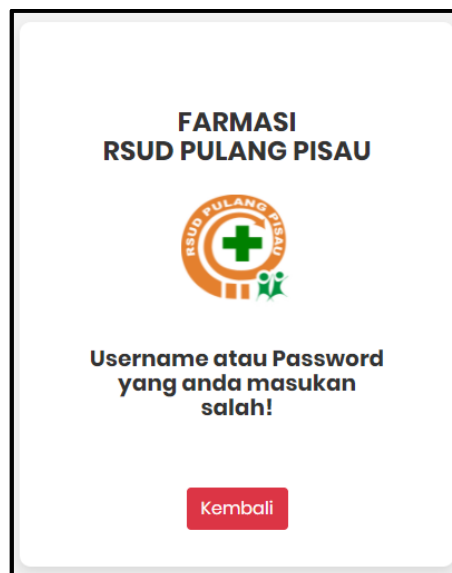 FARMASI
RSUD PULANG PISAU
RSUD PULANG PISAU
Username atau Password
yang anda masukan
salah!
Kembali